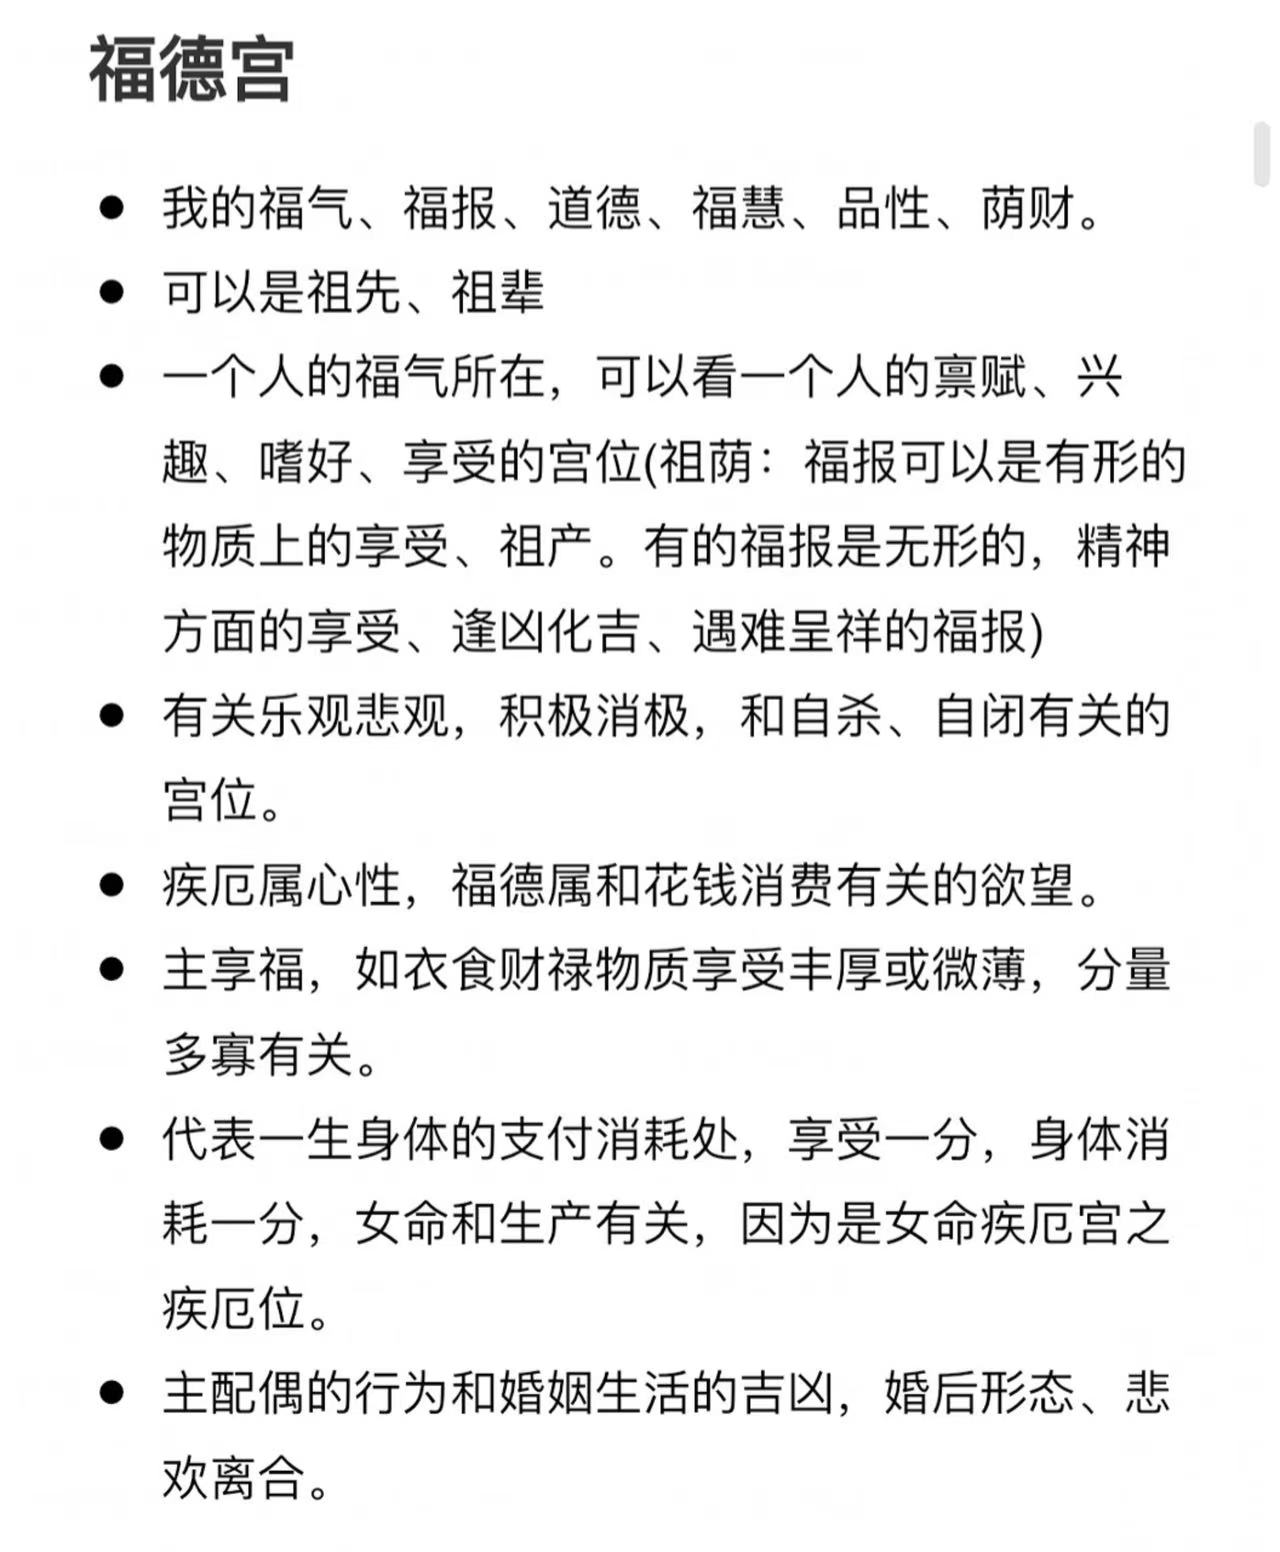 福德宫
● 我的福气、福报、道德、福慧、品性、荫财。
● 可以是祖先、祖辈
● 一个人的福气所在，可以看一个人的禀赋、兴
趣、嗜好、享受的宫位(祖荫：福报可以是有形的
物质上的享受、祖产。有的福报是无形的，精神
方面的享受、逢凶化吉、遇难呈祥的福报)
● 有关乐观悲观，积极消极，和自杀、自闭有关的
宫位。
● 疾厄属心性，福德属和花钱消费有关的欲望。
● 主享福，如衣食财禄物质享受丰厚或微薄，分量
多寡有关。
● 代表一生身体的支付消耗处，享受一分，身体消
耗一分，女命和生产有关，因为是女命疾厄宫之
疾厄位。
● 主配偶的行为和婚姻生活的吉凶，婚后形态、悲
欢离合。